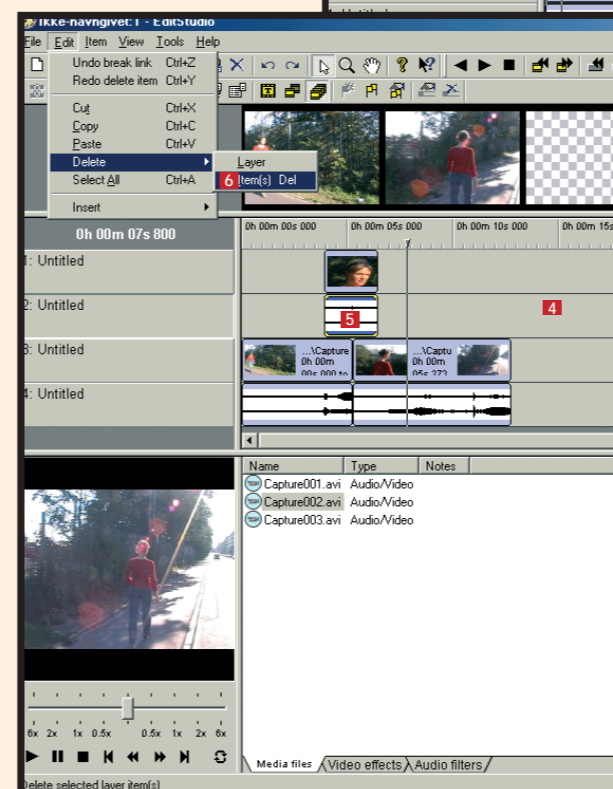 Ikke-navngivet:1 - EditStudio
File Edit Item View Tools Help
Undo break link Ctrl+Z
Redo delete item Ctrl+Y
Cut Ctrl+X
Copy Ctrl+C
Paste Ctrl+V
Delete
Select All Ctrl+A
Insert
Layer
6 Item(s) Del
0h 00m 07s 800
0h 00m 00s 000 0h 00m 05s 000 0h 00m 10s 000 0h 00m 15s
1: Untitled
2: Untitled
5
4
3: Untitled
...\Capture
0h 00m
00s 000 to
...\Captu
0h 00m
05s 273
4: Untitled
Name Type Notes
Capture001.avi Audio/Video
Capture002.avi Audio/Video
Capture003.avi Audio/Video
6x 2x 1x 0.5x 0.5x 1x 2x 6x
Media files Video effects Audio filters
Delete selected layer item(s)